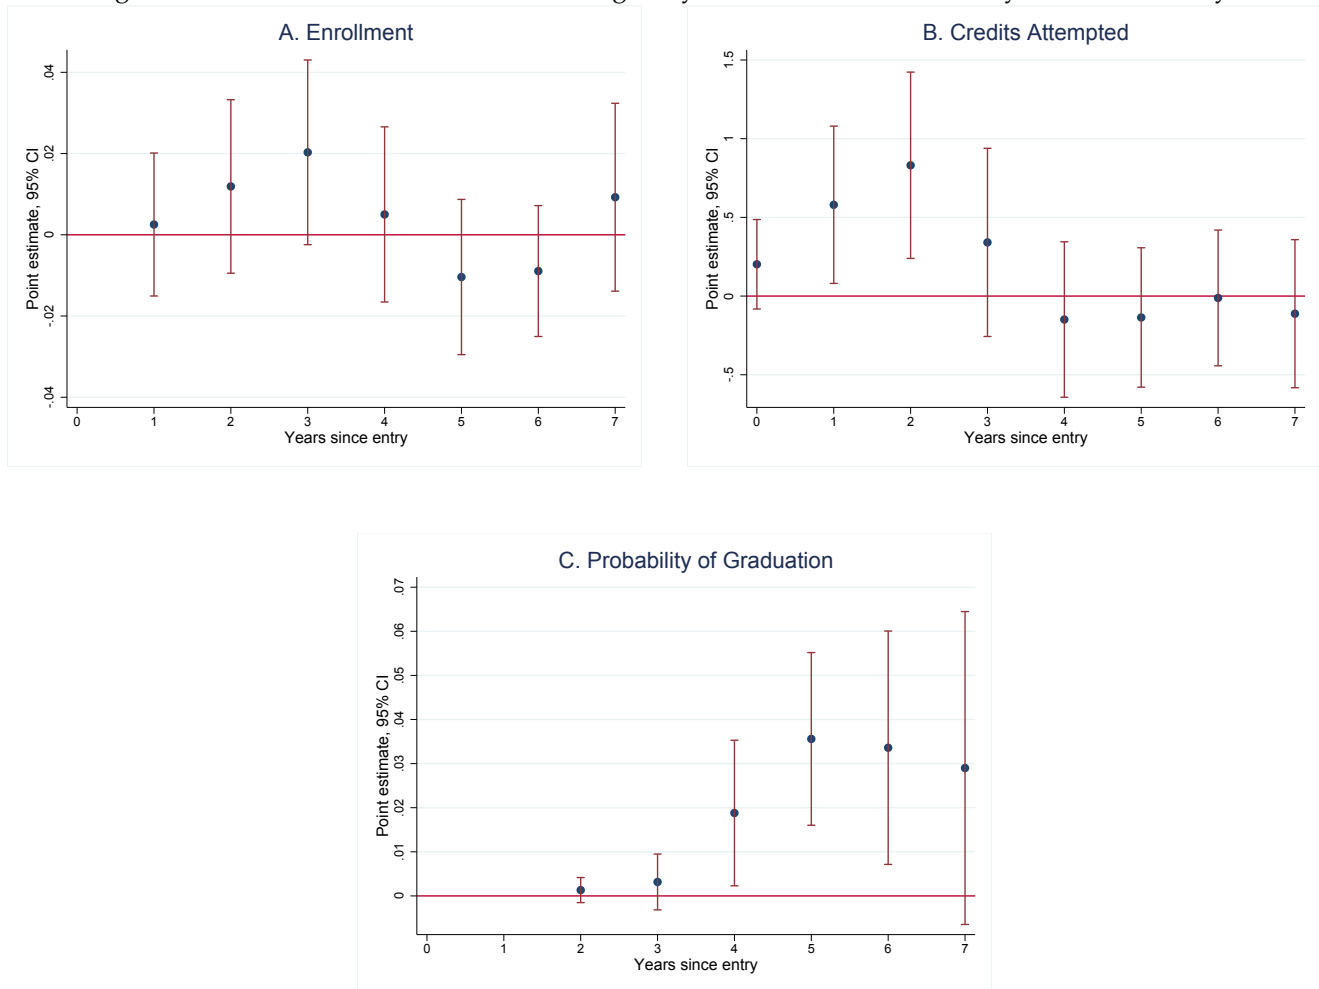 A. Enrollment
Point estimate, 95% CI
.04
.02
0
-.02
-.04
0 1 2 3 4 5 6 7
Years since entry
B. Credits Attempted
Point estimate, 95% CI
1.5
1
.5
0
-.5
0 1 2 3 4 5 6 7
Years since entry
C. Probability of Graduation
Point estimate, 95% CI
.07
.06
.05
.04
.03
.02
.01
0
0 1 2 3 4 5 6 7
Years since entry